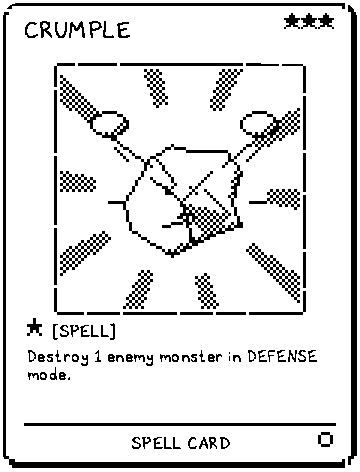 CRUMPLE
[SPELL]
Destroy 1 enemy monster in DEFENSE
mode.
SPELL CARD